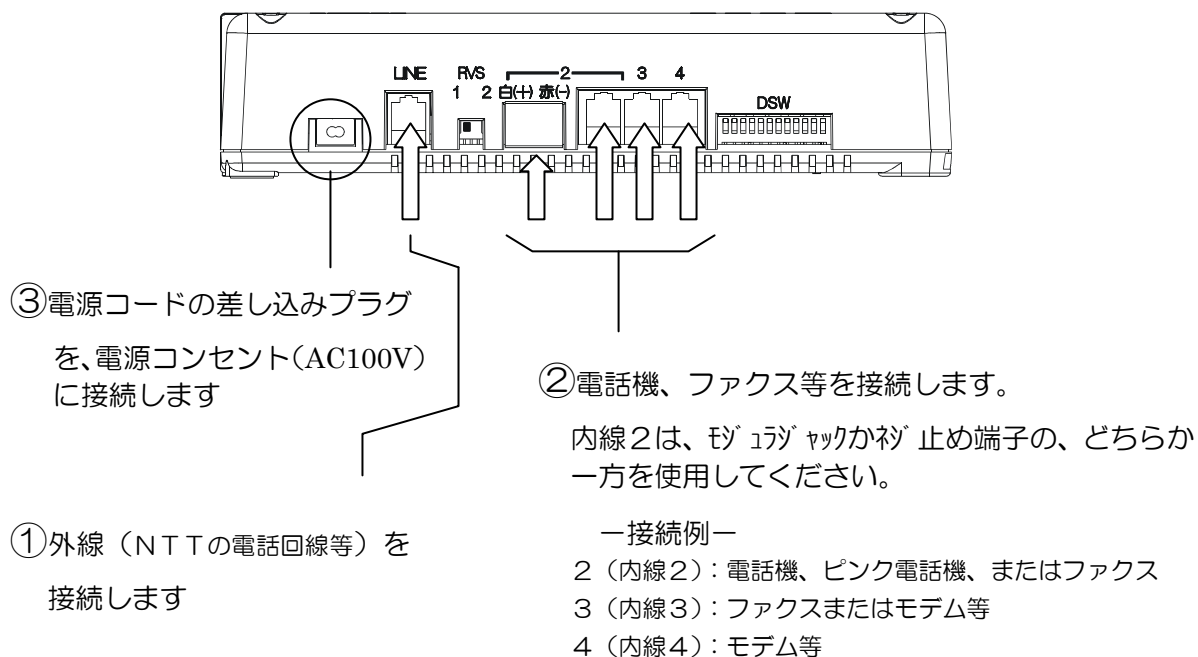 LINE RVS 2 3 4
1 2 白(+) 赤(-) DSW
③電源コードの差し込みプラグ
を、電源コンセント(AC100V)
に接続します
②電話機、ファクス等を接続します。
内線2は、ﾓｼﾞｭﾗｼﾞｬｯｸかﾈｼﾞ止め端子の、どちらか
一方を使用してください。
ー接続例ー
①外線(NTTの電話回線等)を
接続します
2(内線2):電話機、ピンク電話機、またはファクス
3(内線3):ファクスまたはモデム等
4(内線4):モデム等